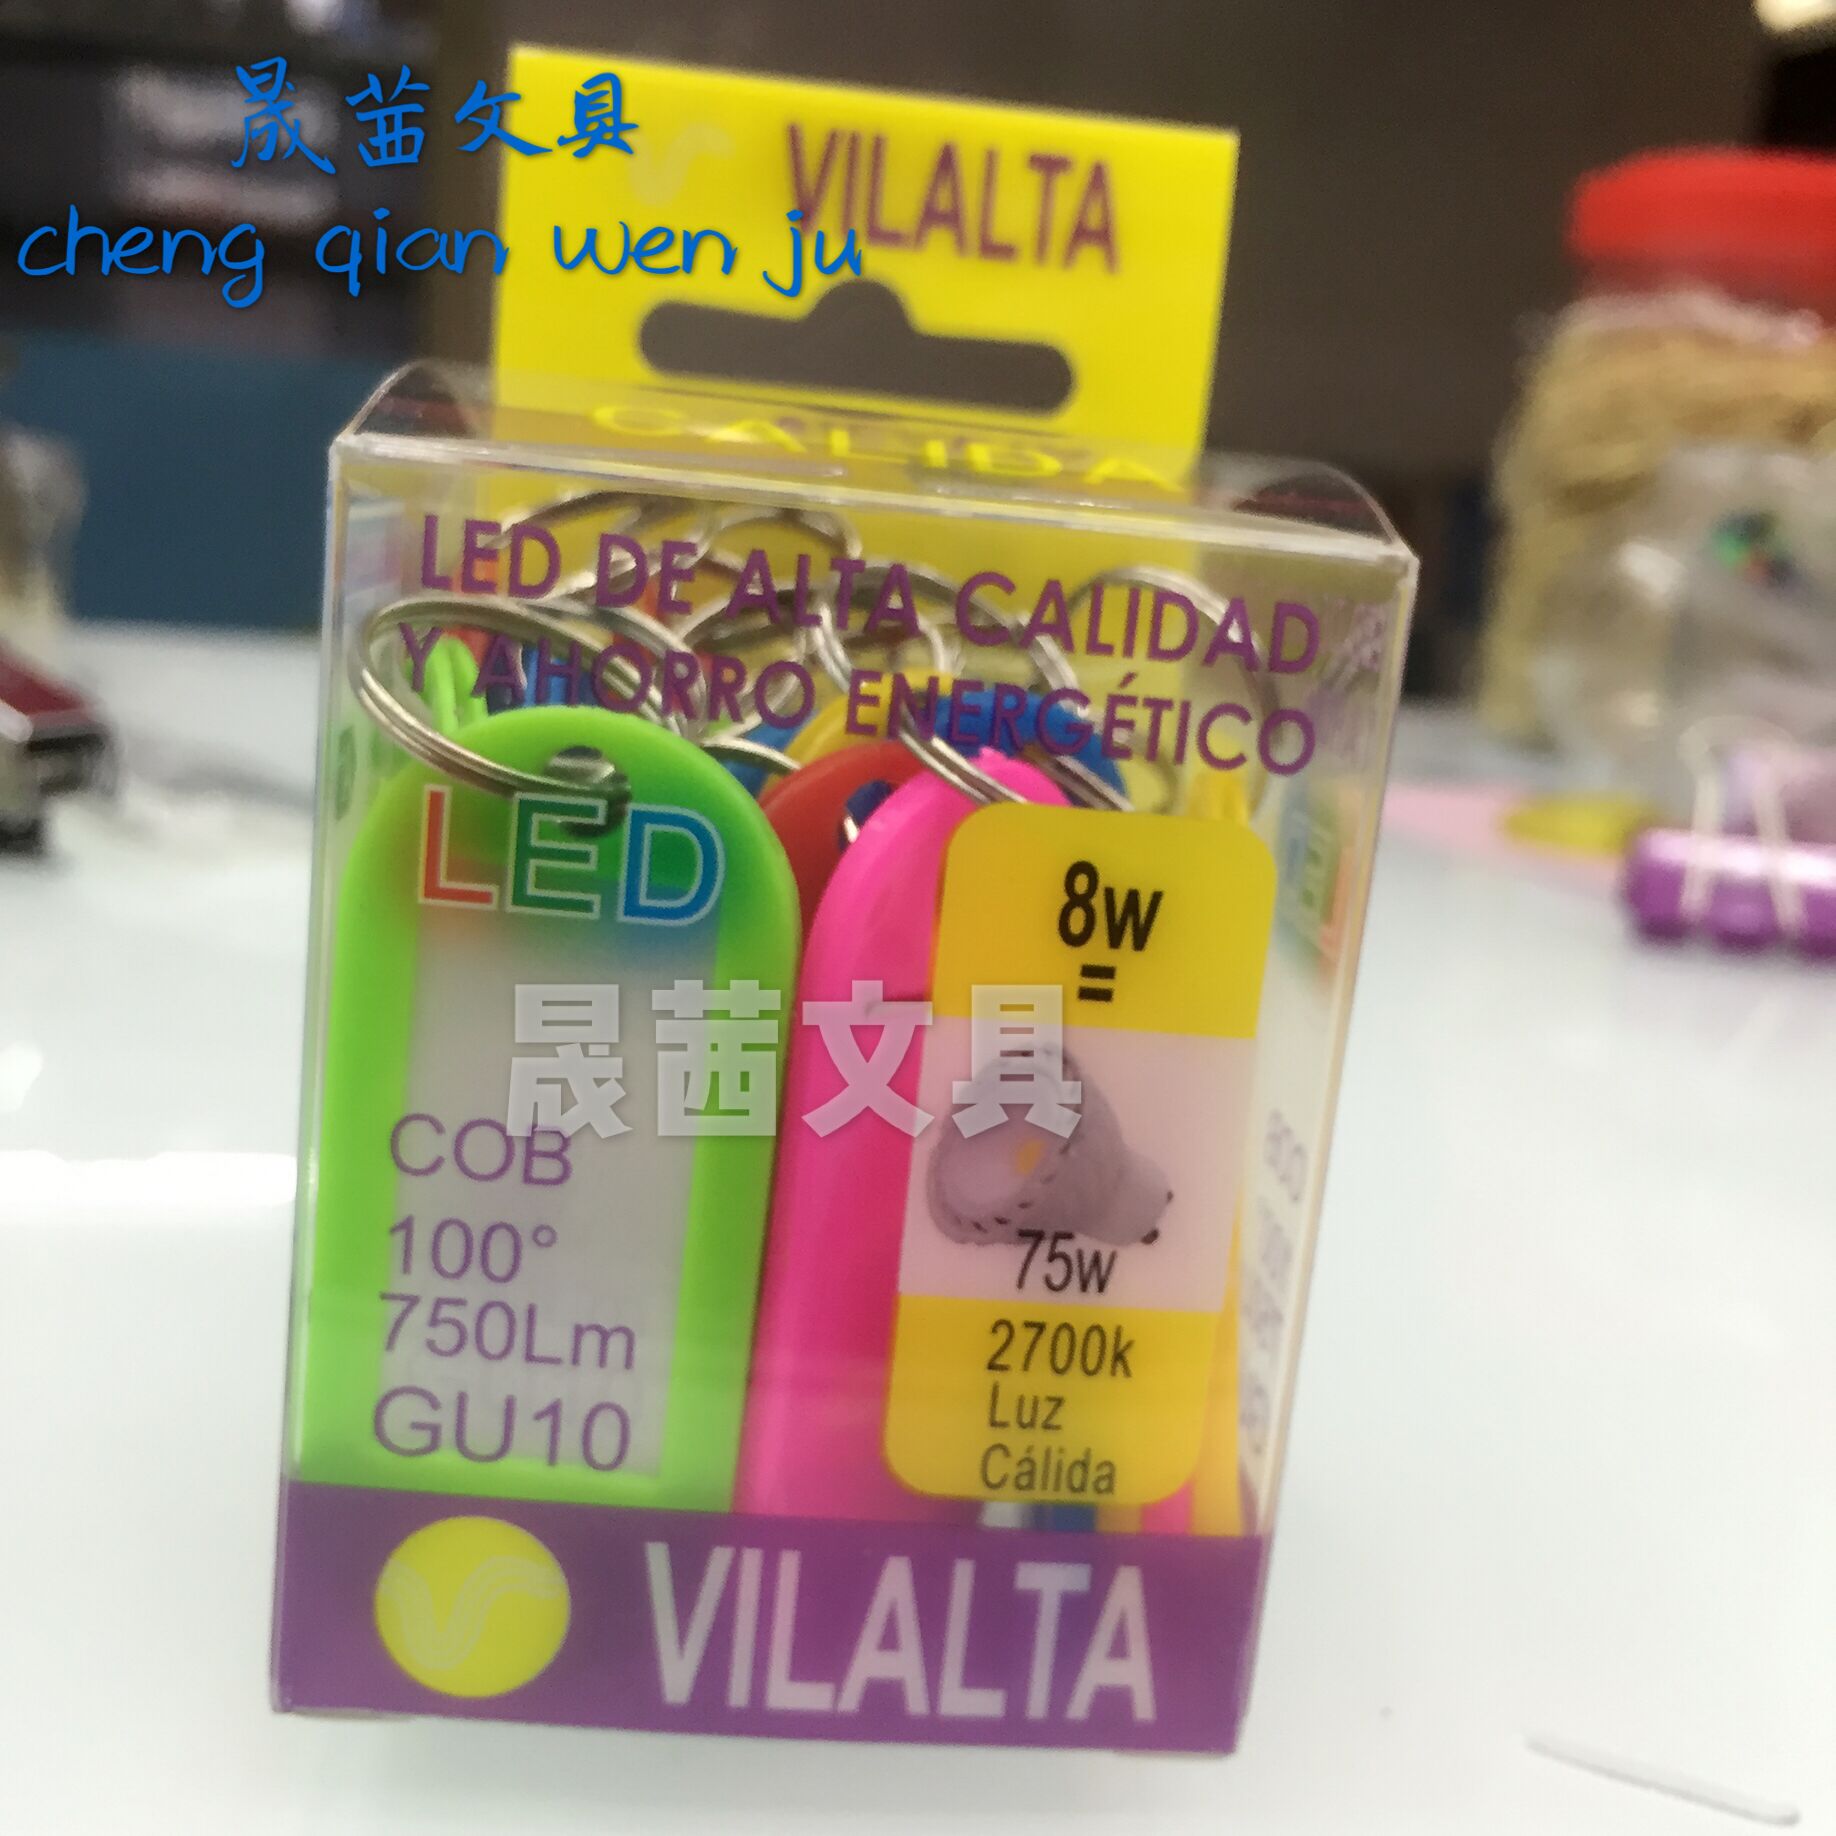 晟茜文具
cheng qian wen ju
VILALTA
CALIDA
LED DE ALTA CALIDAD
Y AHORRO ENERGÉTICO
LED
8w
=
晟茜文具
75w
COB
100°
750Lm
GU10
2700k
Luz
Cálida
VILALTA